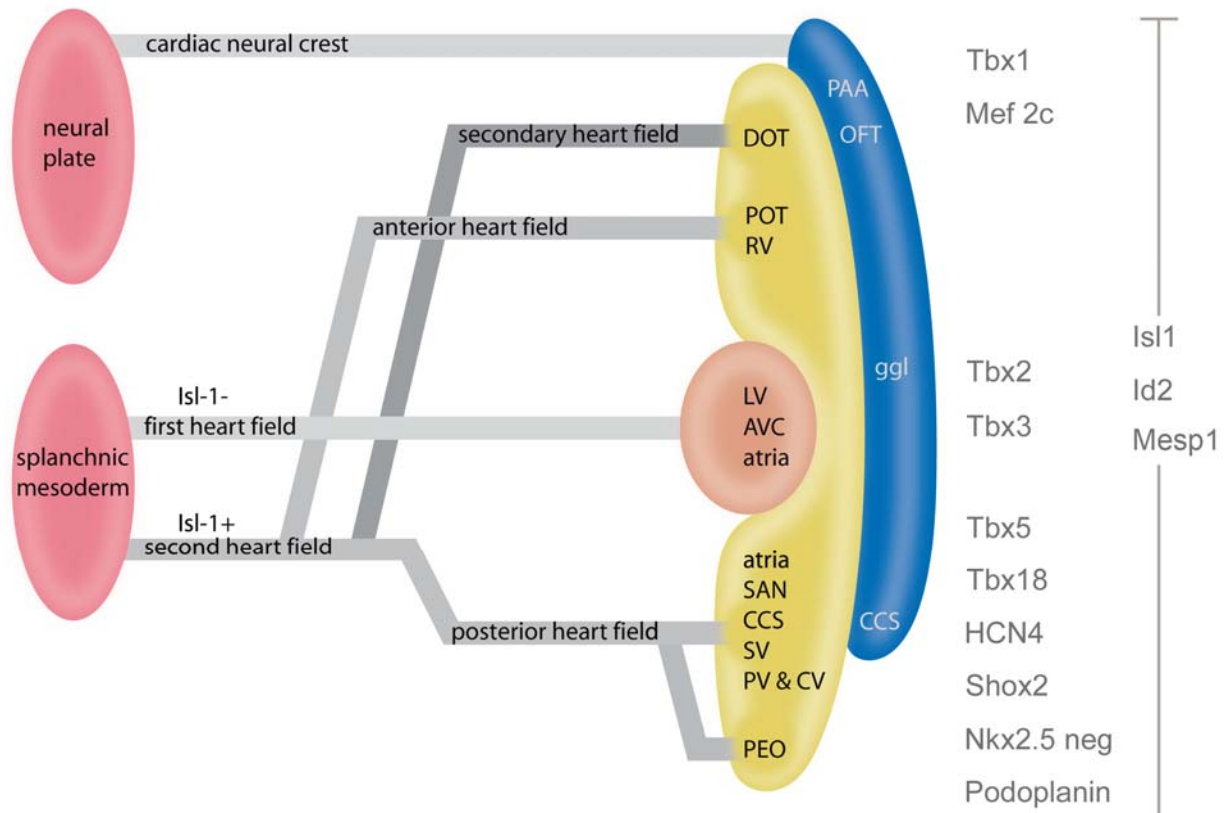 cardiac neural crest
neural
plate
secondary heart field
anterior heart field
Isl-1-
first heart field
splanchnic
mesoderm
Isl-1+
second heart field
posterior heart field
DOT
POT
RV
LV
AVC
atria
atria
SAN
CCS
SV
PV & CV
PEO
PAA
OFT
ggl
CCS
Tbx1
Mef 2c
Tbx2
Tbx3
Tbx5
Tbx18
HCN4
Shox2
Nkx2.5 neg
Podoplanin
Isl1
Id2
Mesp1